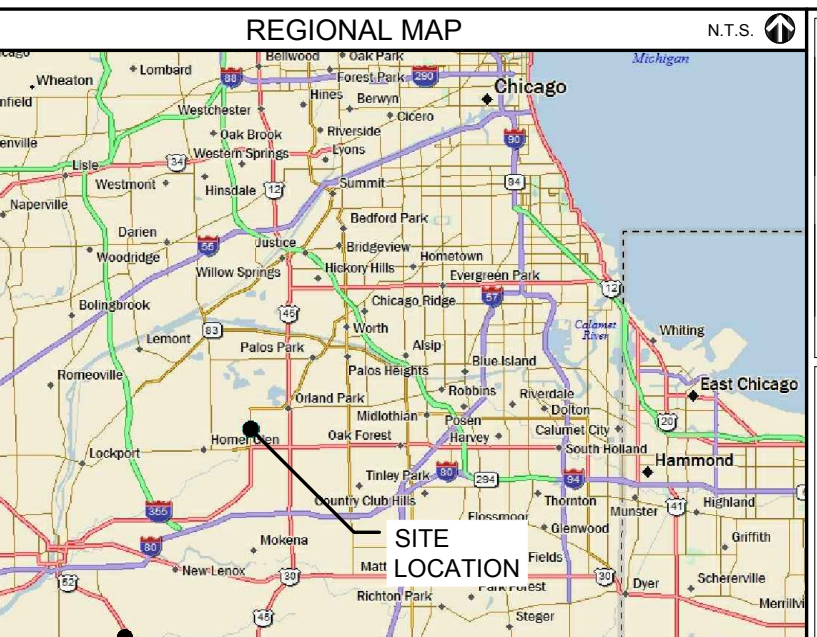 REGIONAL MAP
N.T.S.
Bellwood
Oak Park
Michigan
Lombard
88
Forest Park
290
Wheaton
Chicago
Hines
Berwyn
Westchester
Cicero
Oak Brook
Riverside
90
Lisle
34
Western Springs
Lyons
Westmont
Hinsdale
12
Summit
94
Naperville
Bedford Park
Darien
55
Justice
Bridgeview
Woodridge
Hometown
Willow Springs
Hickory Hills
Evergreen Park
12
Bolingbrook
Chicago Ridge
57
45
Calumet
River
Whiting
83
Worth
Lemont
Palos Park
Alsip
Blue Island
Romeoville
Palos Heights
East Chicago
Robbins
Riverdale
Orland Park
Dolton
Midlothian
Posen
20
Homer Glen
Oak Forest
Harvey
Calumet City
Lockport
South Holland
Hammond
Tinley Park
80
294
94
Country Club Hills
Thornton
Highland
355
Munster
41
Flossmoor
Glenwood
Griffith
80
Mokena
SITE
LOCATION
Fields
New Lenox
30
Matt
30
Schererville
52
Park Forest
Dyer
Richton Park
Merrillvi
45
Steger